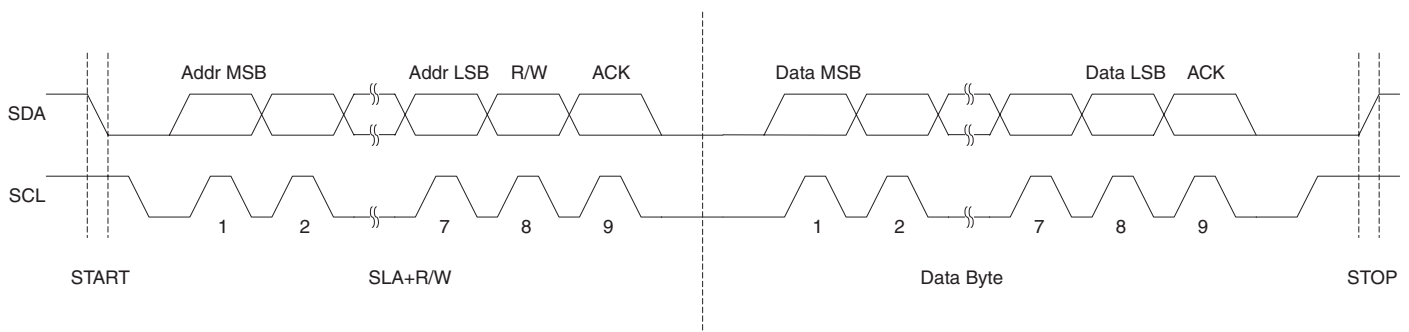 Addr MSB Addr LSB R/W ACK Data MSB Data LSB ACK
SDA
SCL
1 2 7 8 9 1 2 7 8 9
START SLA+R/W Data Byte STOP